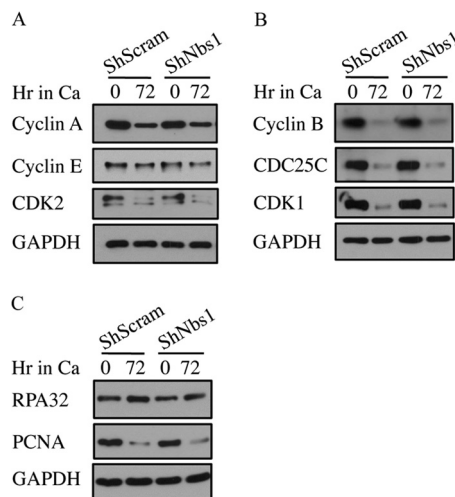 A
ShScram ShNbs1
Hr in Ca 0 72 0 72
Cyclin A
Cyclin E
CDK2
GAPDH
B
ShScram ShNbs1
Hr in Ca 0 72 0 72
Cyclin B
CDC25C
CDK1
GAPDH
C
ShScram ShNbs1
Hr in Ca 0 72 0 72
RPA32
PCNA
GAPDH